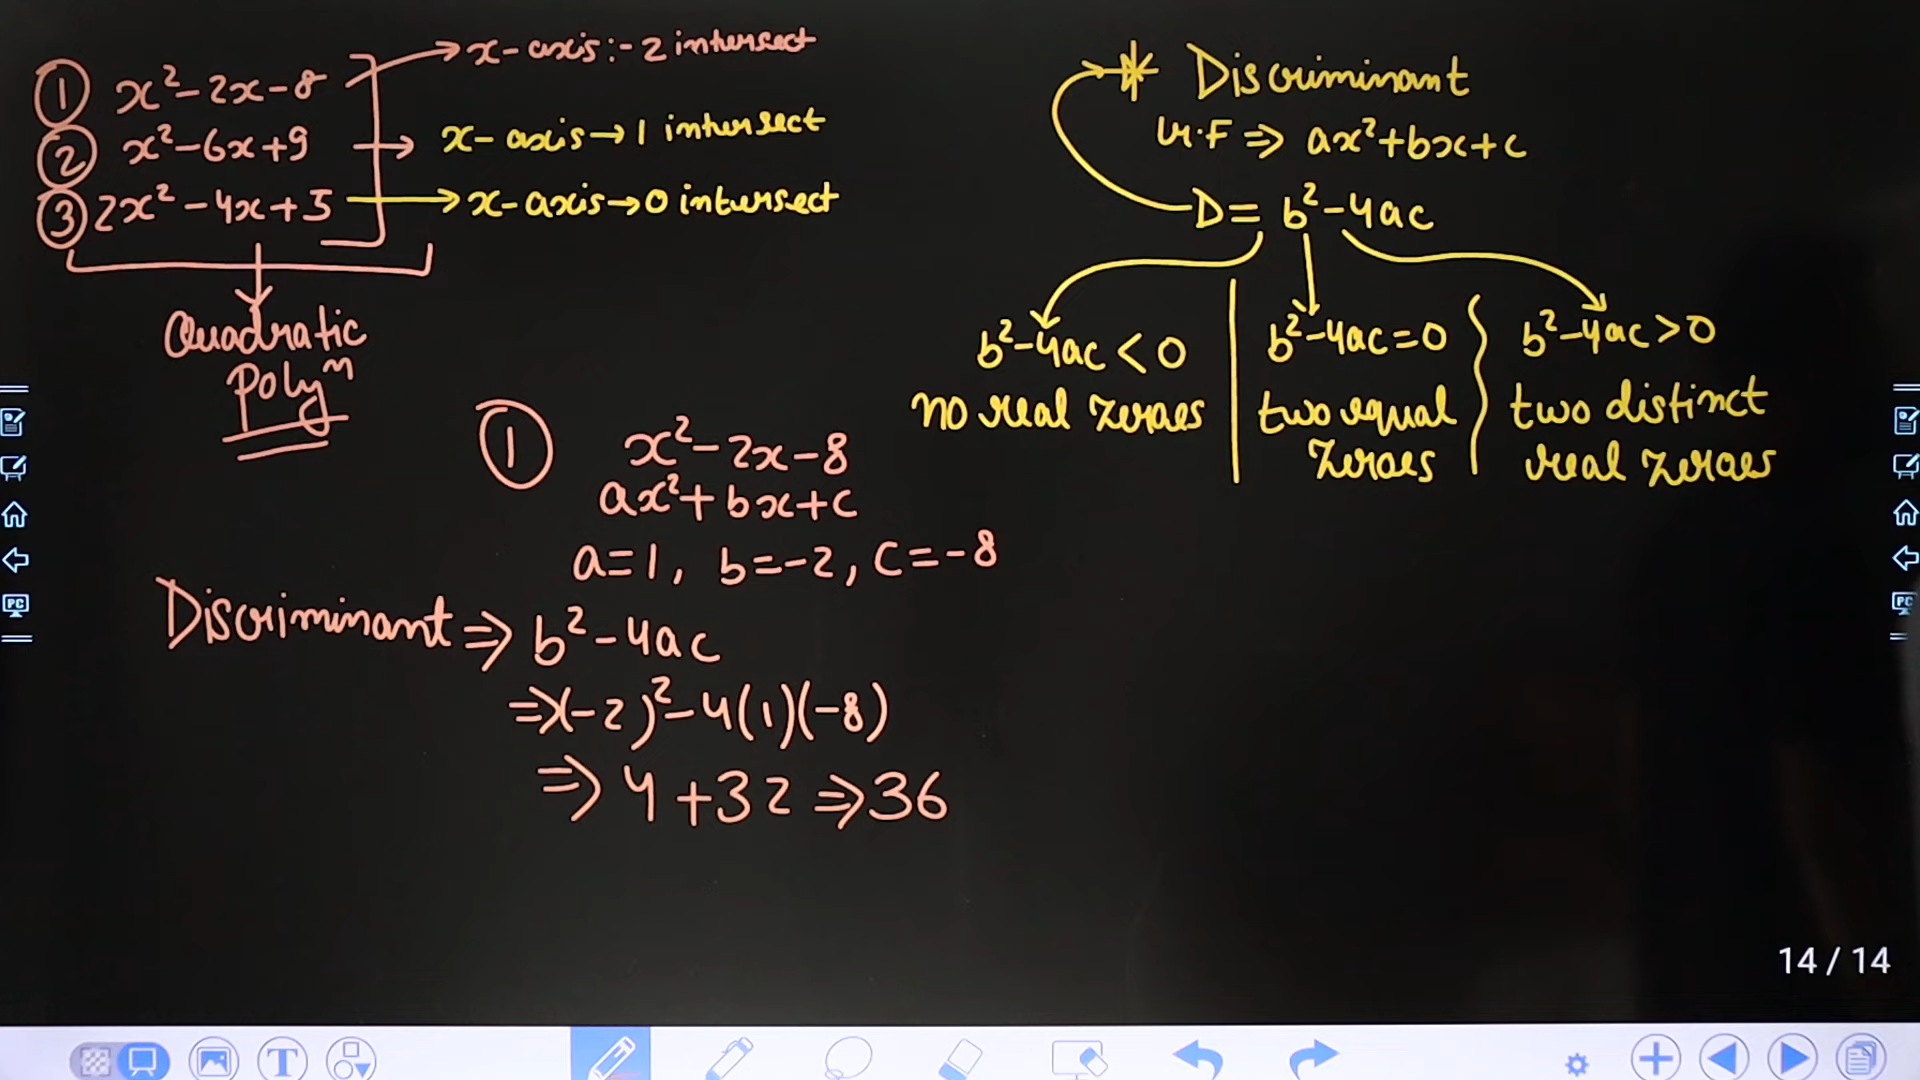 ① x²-2x-8 → x-axis:- 2 intersect
② x²-6x+9 → x-axis → 1 intersect
③ 2x²-4x+5 → x-axis → 0 intersect
Quadratic
Polyⁿ
* Discriminant
⇒ ax²+bx+c
D = b²-4ac
b²-4ac < 0
no real zeroes
b²-4ac = 0
two equal
zeroes
b²-4ac > 0
two distinct
real zeroes
① x²-2x-8
ax²+bx+c
a=1, b=-2, c=-8
Discriminant ⇒ b²-4ac
⇒ (-2)²-4(1)(-8)
⇒ 4+32 ⇒ 36
14 / 14
PC
PC
T